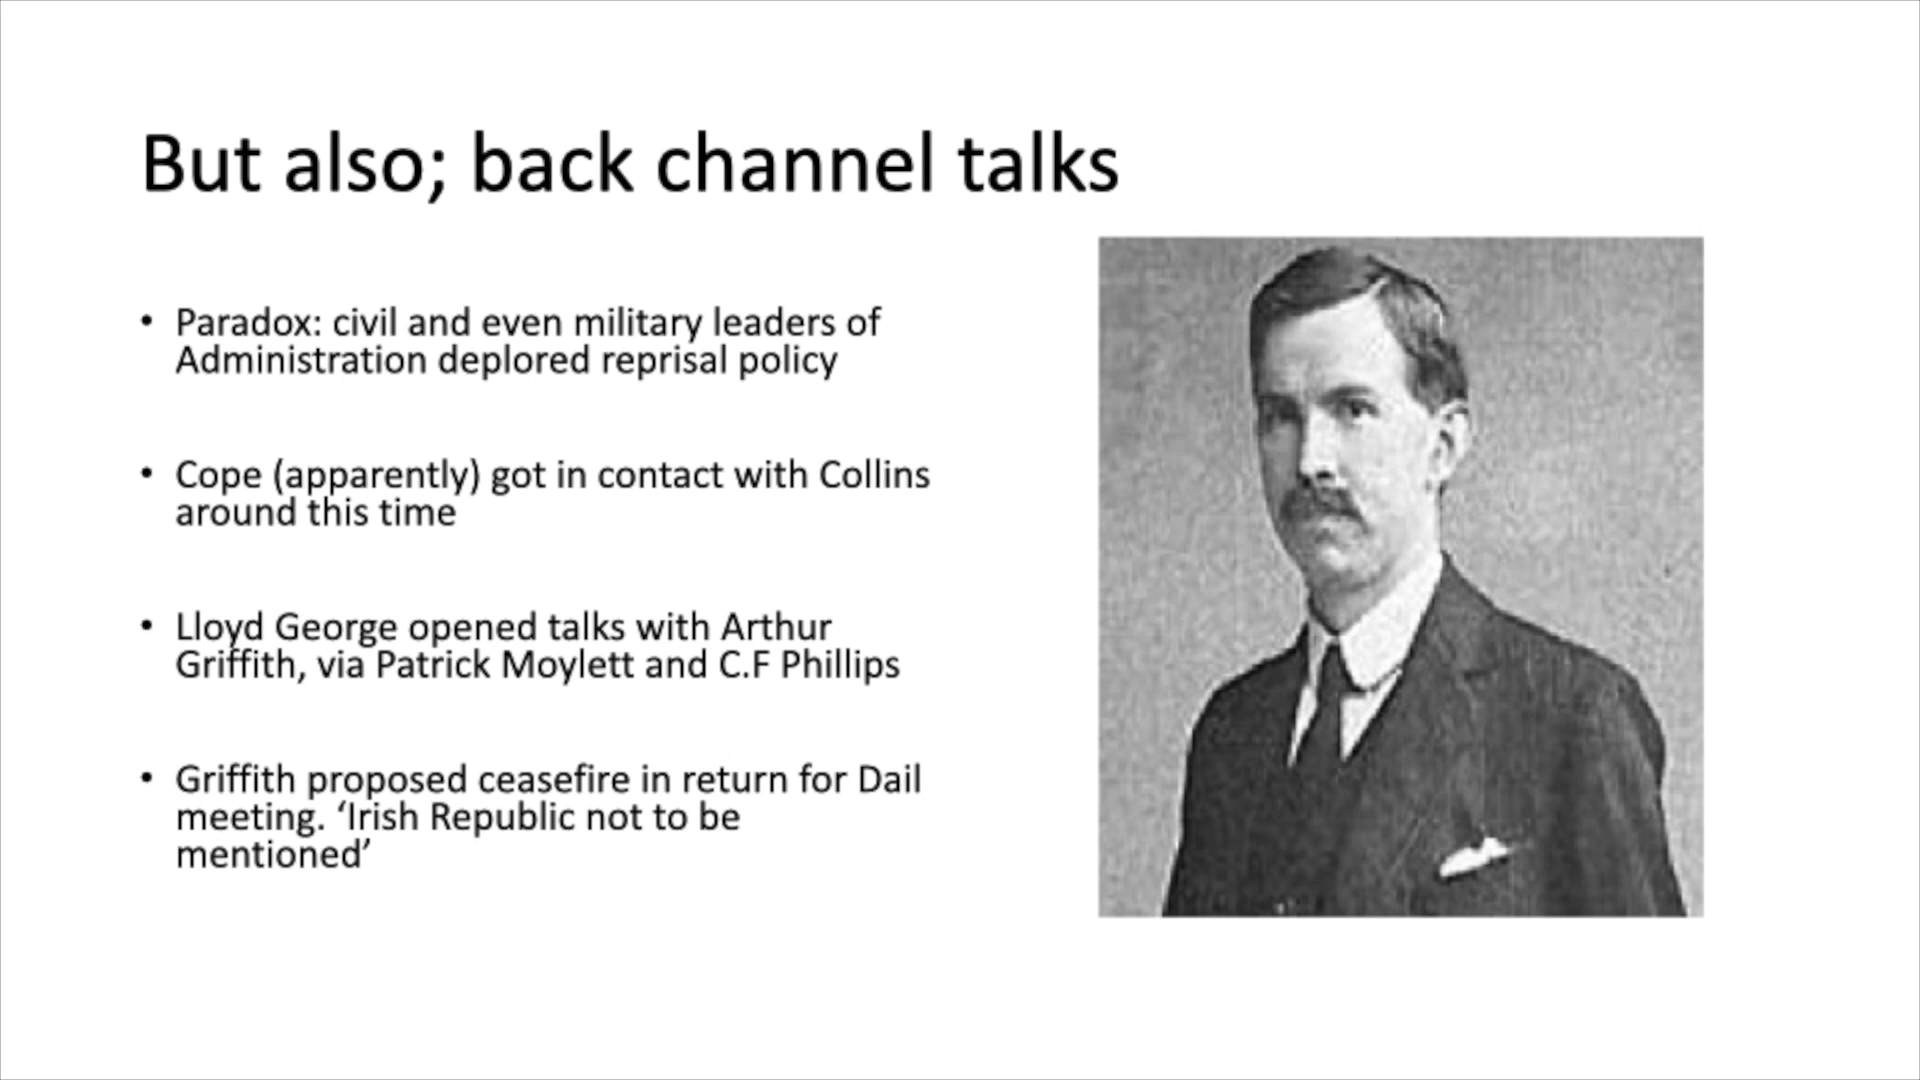 But also; back channel talks
• Paradox: civil and even military leaders of
Administration deplored reprisal policy
• Cope (apparently) got in contact with Collins
around this time
• Lloyd George opened talks with Arthur
Griffith, via Patrick Moylett and C.F Phillips
• Griffith proposed ceasefire in return for Dail
meeting. ‘Irish Republic not to be
mentioned’